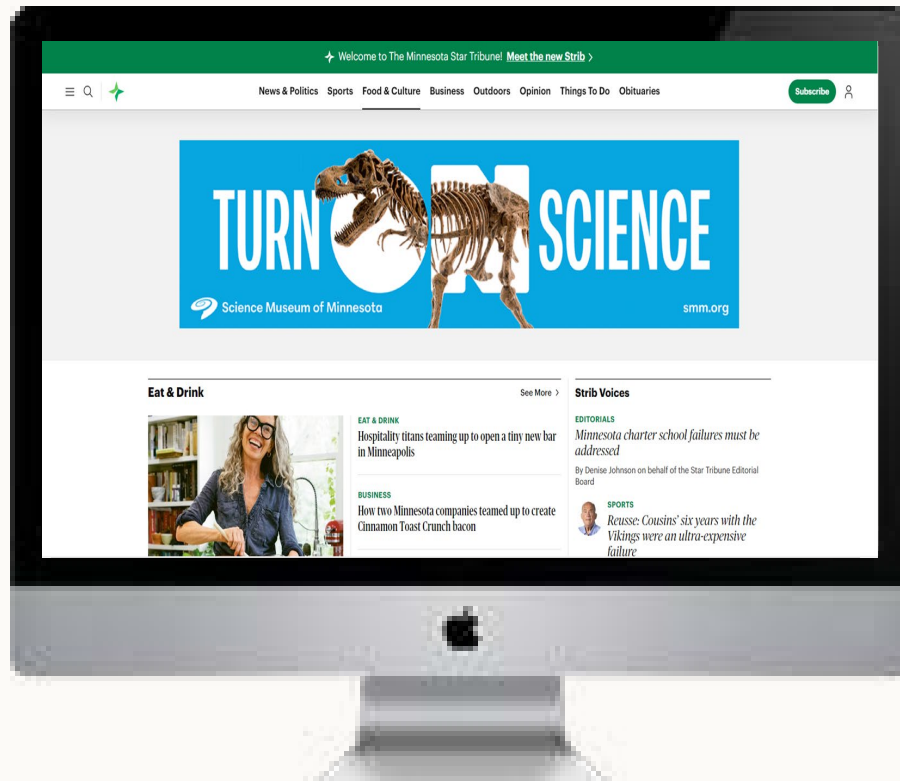 Welcome to The Minnesota Star Tribune! Meet the new Strib >
News & Politics Sports Food & Culture Business Outdoors Opinion Things To Do Obituaries
Subscribe
TURN ON SCIENCE
Science Museum of Minnesota
smm.org
Eat & Drink
See More >
EAT & DRINK
Hospitality titans teaming up to open a tiny new bar
in Minneapolis
BUSINESS
How two Minnesota companies teamed up to create
Cinnamon Toast Crunch bacon
Strib Voices
EDITORIALS
Minnesota charter school failures must be
addressed
By Denise Johnson on behalf of the Star Tribune Editorial
Board
SPORTS
Reusse: Cousins' six years with the
Vikings were an ultra-expensive
failure